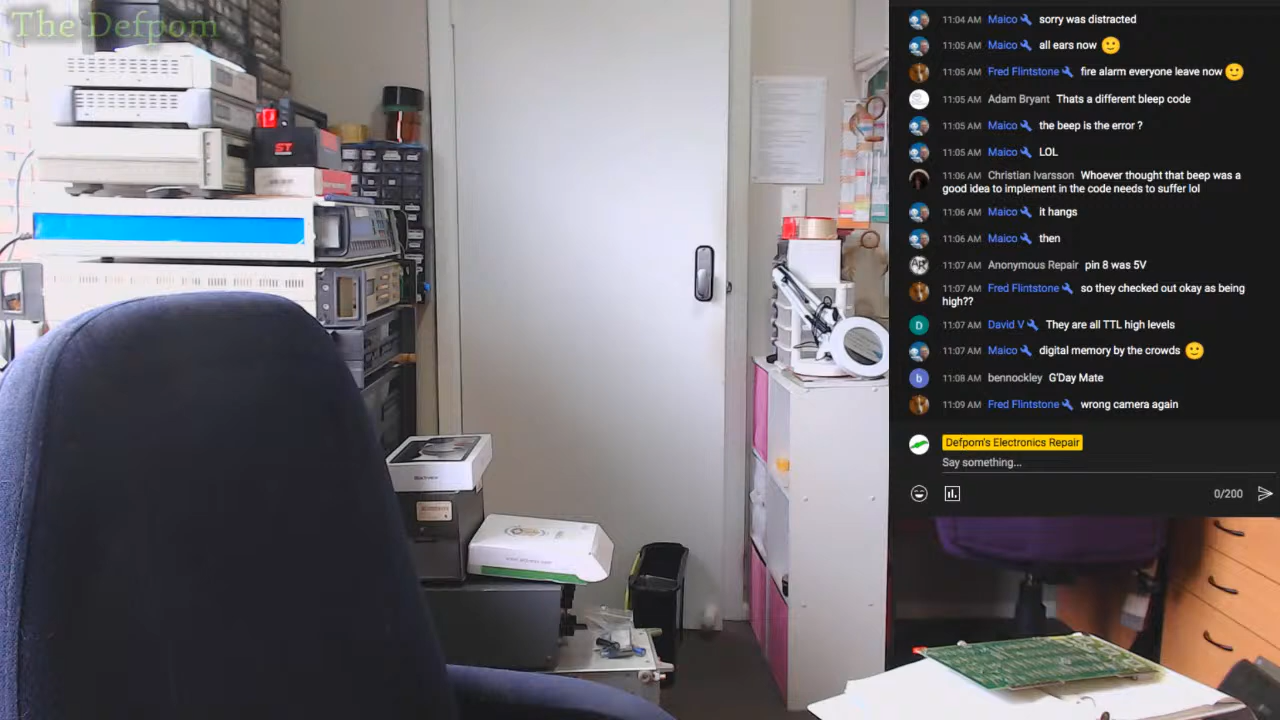 The Defpom
ST
11:04 AM Maico sorry was distracted
11:05 AM Maico all ears now
11:05 AM Fred Flintstone fire alarm everyone leave now
11:05 AM Adam Bryant Thats a different bleep code
11:05 AM Maico the beep is the error ?
11:05 AM Maico LOL
11:06 AM Christian Ivarsson Whoever thought that beep was a
good idea to implement in the code needs to suffer lol
11:06 AM Maico it hangs
11:06 AM Maico then
11:07 AM Anonymous Repair pin 8 was 5V
11:07 AM Fred Flintstone so they checked out okay as being
high??
11:07 AM David V They are all TTL high levels
11:07 AM Maico digital memory by the crowds
11:08 AM bennockley G'Day Mate
11:09 AM Fred Flintstone wrong camera again
Defpom's Electronics Repair
Say something...
0/200